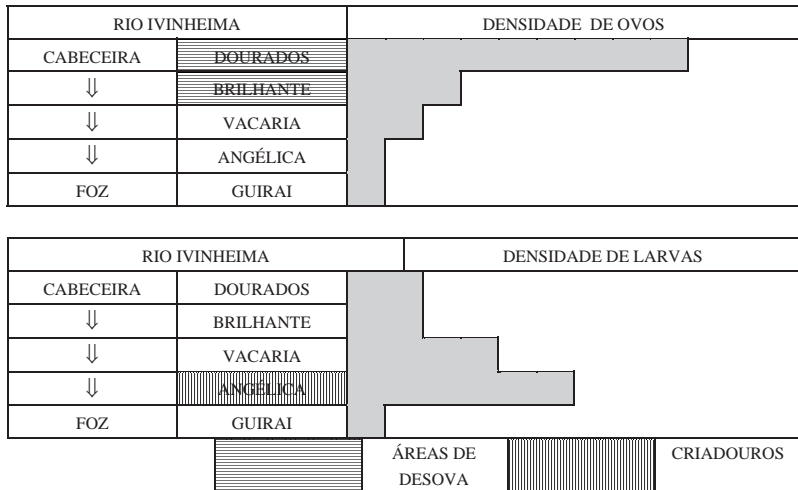 RIO IVINHEIMA DENSIDADE DE OVOS
CABECEIRA DOURADOS
⇓ BRILHANTE
⇓ VACARIA
⇓ ANGÉLICA
FOZ GUIRAI
RIO IVINHEIMA DENSIDADE DE LARVAS
CABECEIRA DOURADOS
⇓ BRILHANTE
⇓ VACARIA
⇓ ANGÉLICA
FOZ GUIRAI
ÁREAS DE CRIADOUROS
DESOVA